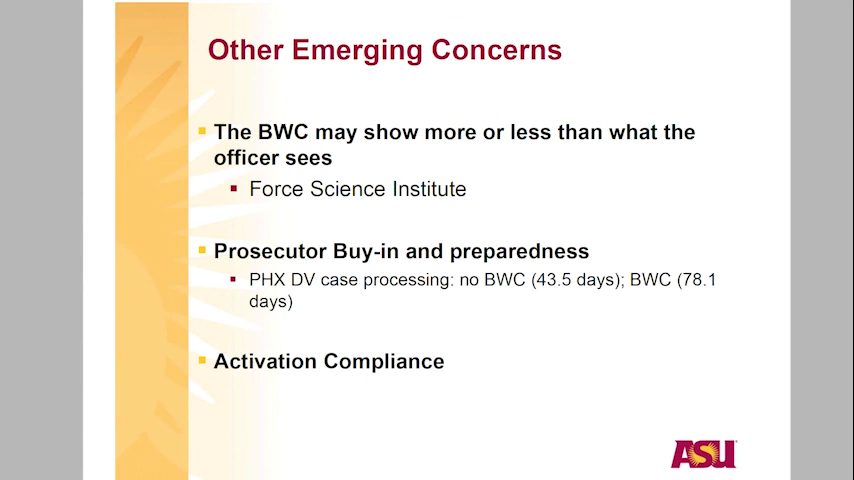 Other Emerging Concerns
The BWC may show more or less than what the
officer sees
Force Science Institute
Prosecutor Buy-in and preparedness
PHX DV case processing: no BWC (43.5 days); BWC (78.1
days)
Activation Compliance
ASU